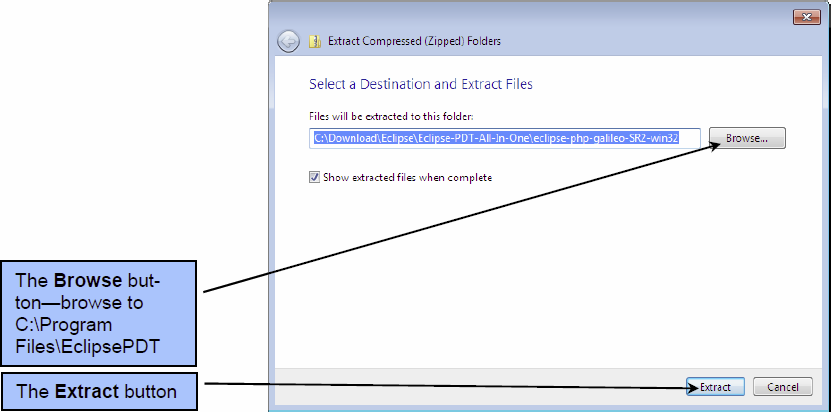 Extract Compressed (Zipped) Folders
Select a Destination and Extract Files
Files will be extracted to this folder:
C:\Download\Eclipse\Eclipse-PDT-All-In-One\eclipse-php-galileo-SR2-win32
Browse...
Show extracted files when complete
The Browse but-
ton—browse to
C:\Program
Files\EclipsePDT
The Extract button
Extract
Cancel